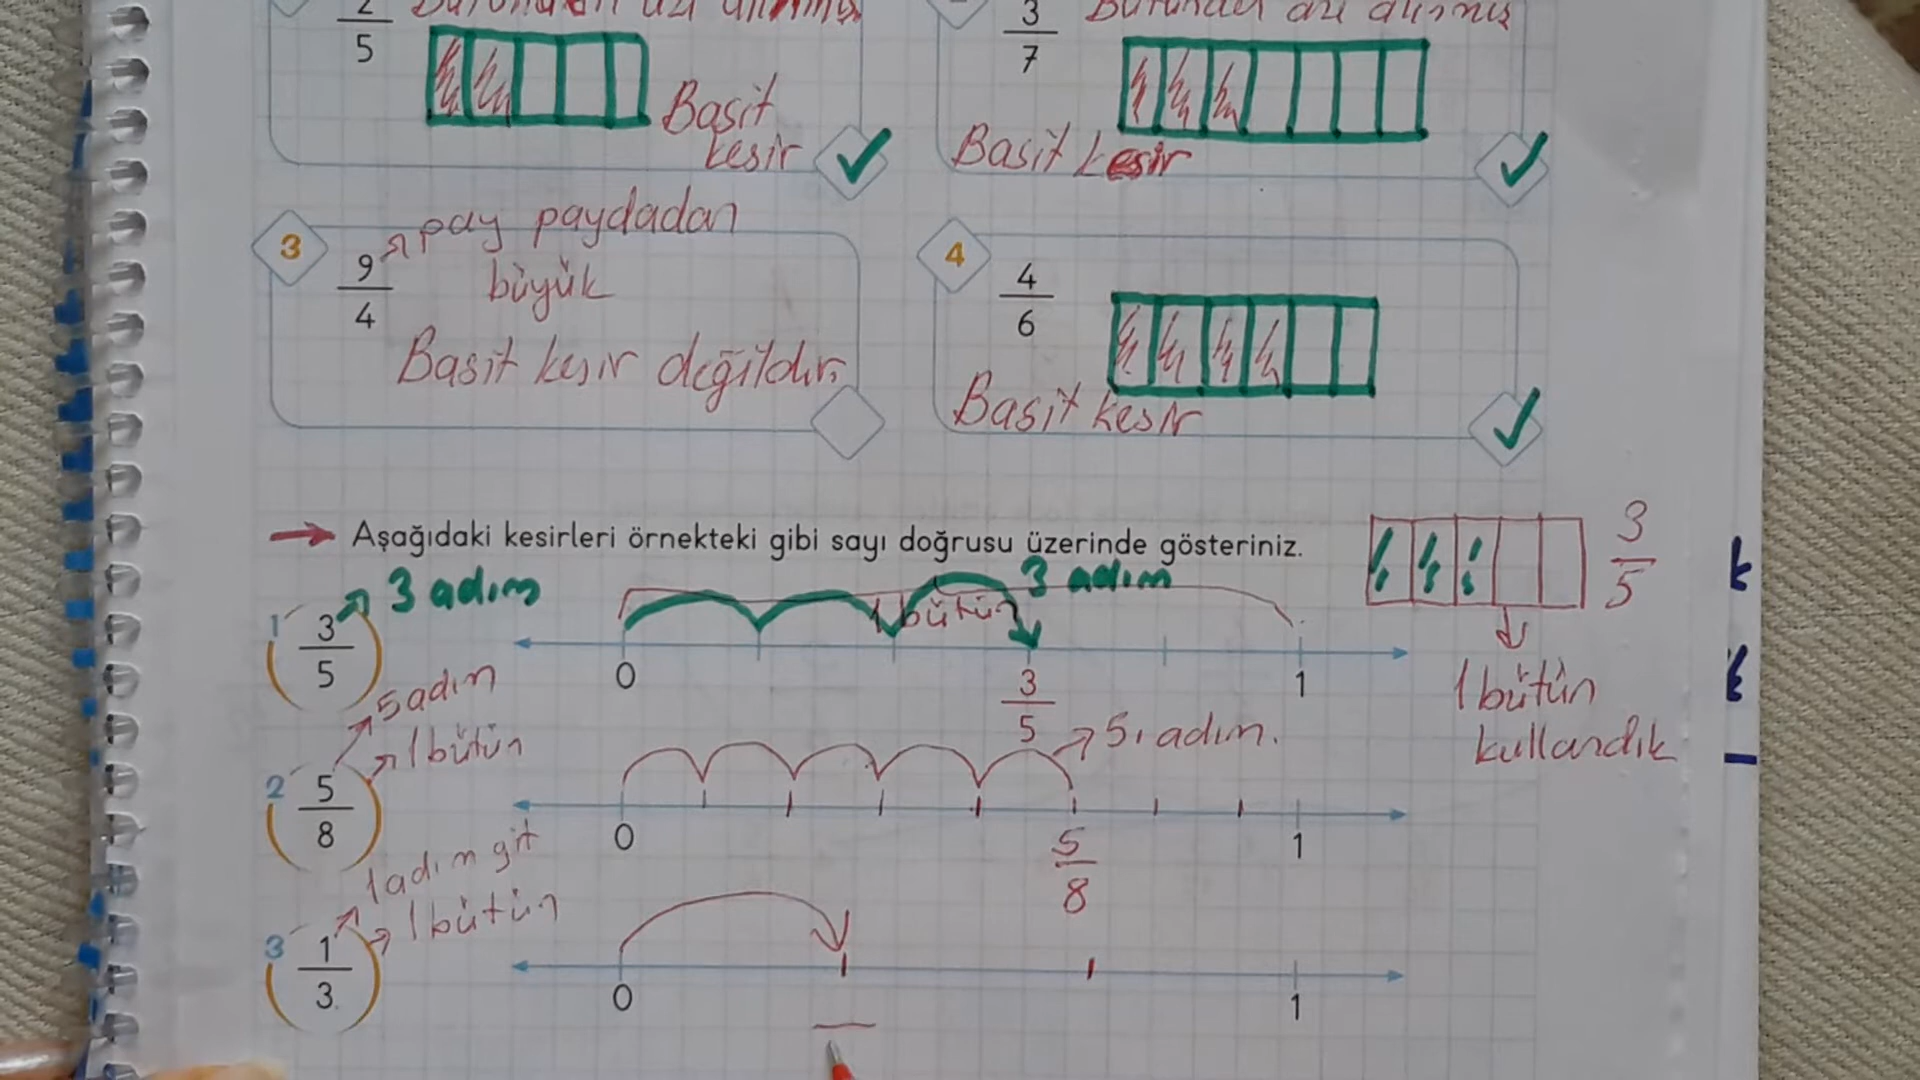 2/5
Basit
kesir
3/7
Basit kesir
3
9/4
pay paydadan
büyük
Basit kesir değildir.
4
4/6
Basit kesir
Aşağıdaki kesirleri örnekteki gibi sayı doğrusu üzerinde gösteriniz.
3/5
1 bütün
kullandık
1
3/5
3 adım
1 bütün
3 adım
0
3/5
1
2
5/8
5 adım
1 bütün
5. adım.
0
5/8
1
3
1/3
1 adım git
1 bütün
0
1